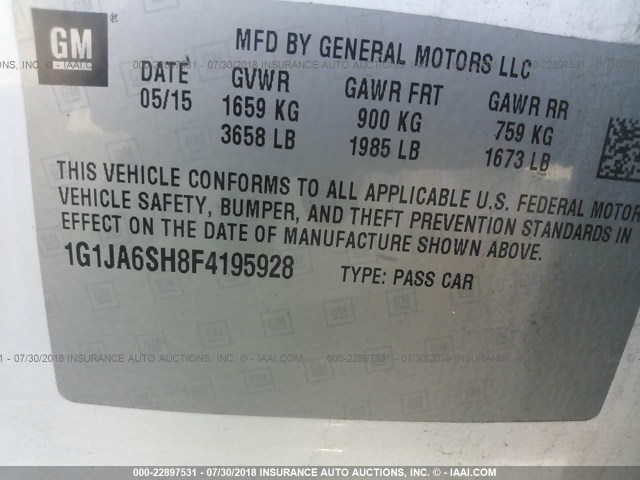 GM
MFD BY GENERAL MOTORS LLC
DATE GVWR GAWR FRT GAWR RR
05/15 1659 KG 900 KG 759 KG
3658 LB 1985 LB 1673 LB
THIS VEHICLE CONFORMS TO ALL APPLICABLE U.S. FEDERAL MOTOR
VEHICLE SAFETY, BUMPER, AND THEFT PREVENTION STANDARDS IN
EFFECT ON THE DATE OF MANUFACTURE SHOWN ABOVE.
1G1JA6SH8F4195928 TYPE: PASS CAR
000-22897531 - 07/30/2018 INSURANCE AUTO AUCTIONS, SERVICES © - IAAI.COM